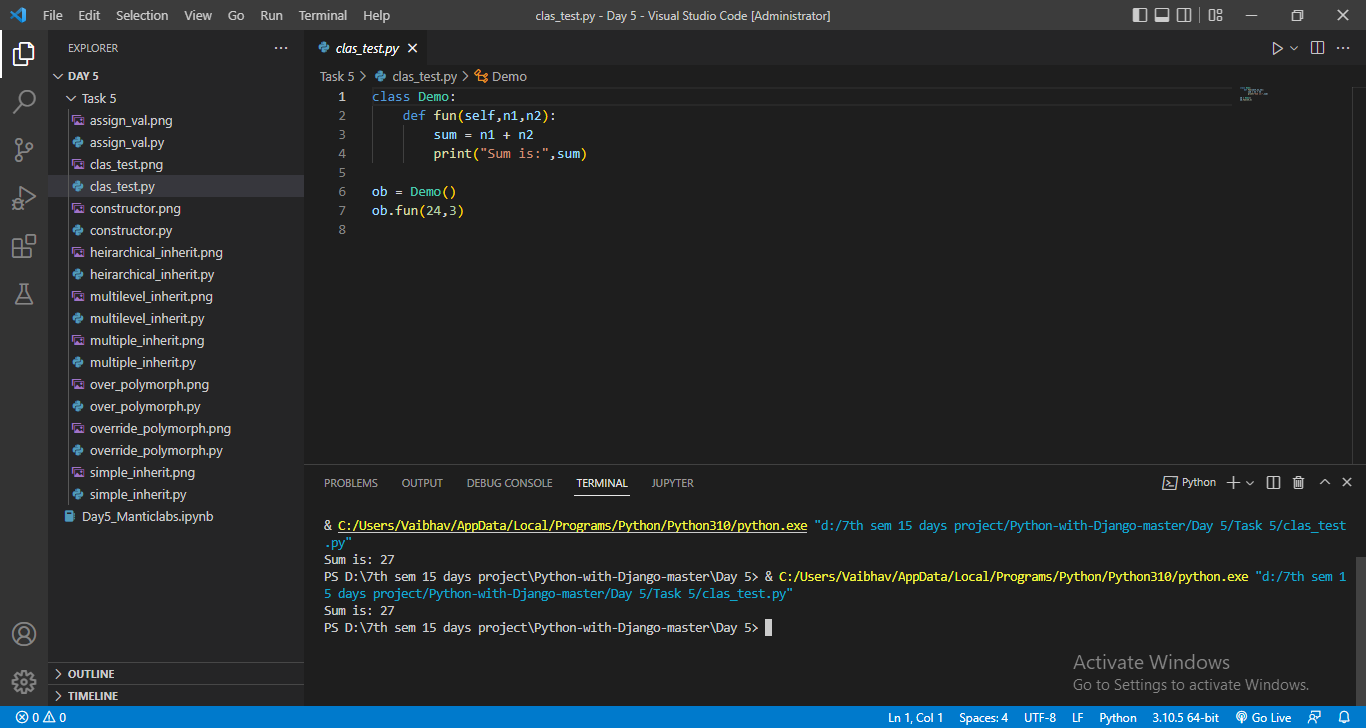 File Edit Selection View Go Run Terminal Help
clas_test.py - Day 5 - Visual Studio Code [Administrator]
EXPLORER
DAY 5
Task 5
assign_val.png
assign_val.py
clas_test.png
clas_test.py
constructor.png
constructor.py
heirarchical_inherit.png
heirarchical_inherit.py
multilevel_inherit.png
multilevel_inherit.py
multiple_inherit.png
multiple_inherit.py
over_polymorph.png
over_polymorph.py
override_polymorph.png
override_polymorph.py
simple_inherit.png
simple_inherit.py
Day5_Manticlabs.ipynb
OUTLINE
TIMELINE
clas_test.py
Task 5 > clas_test.py > Demo
1 class Demo:
2     def fun(self,n1,n2):
3         sum = n1 + n2
4         print("Sum is:",sum)
5
6 ob = Demo()
7 ob.fun(24,3)
8
PROBLEMS OUTPUT DEBUG CONSOLE TERMINAL JUPYTER
Python
& C:/Users/Vaibhav/AppData/Local/Programs/Python/Python310/python.exe "d:/7th sem 15 days project/Python-with-Django-master/Day 5/Task 5/clas_test
.py"
Sum is: 27
PS D:\7th sem 15 days project\Python-with-Django-master\Day 5> & C:/Users/Vaibhav/AppData/Local/Programs/Python/Python310/python.exe "d:/7th sem 1
5 days project/Python-with-Django-master/Day 5/Task 5/clas_test.py"
Sum is: 27
PS D:\7th sem 15 days project\Python-with-Django-master\Day 5>
Activate Windows
Go to Settings to activate Windows.
0 0 Ln 1, Col 1 Spaces: 4 UTF-8 LF Python 3.10.5 64-bit Go Live